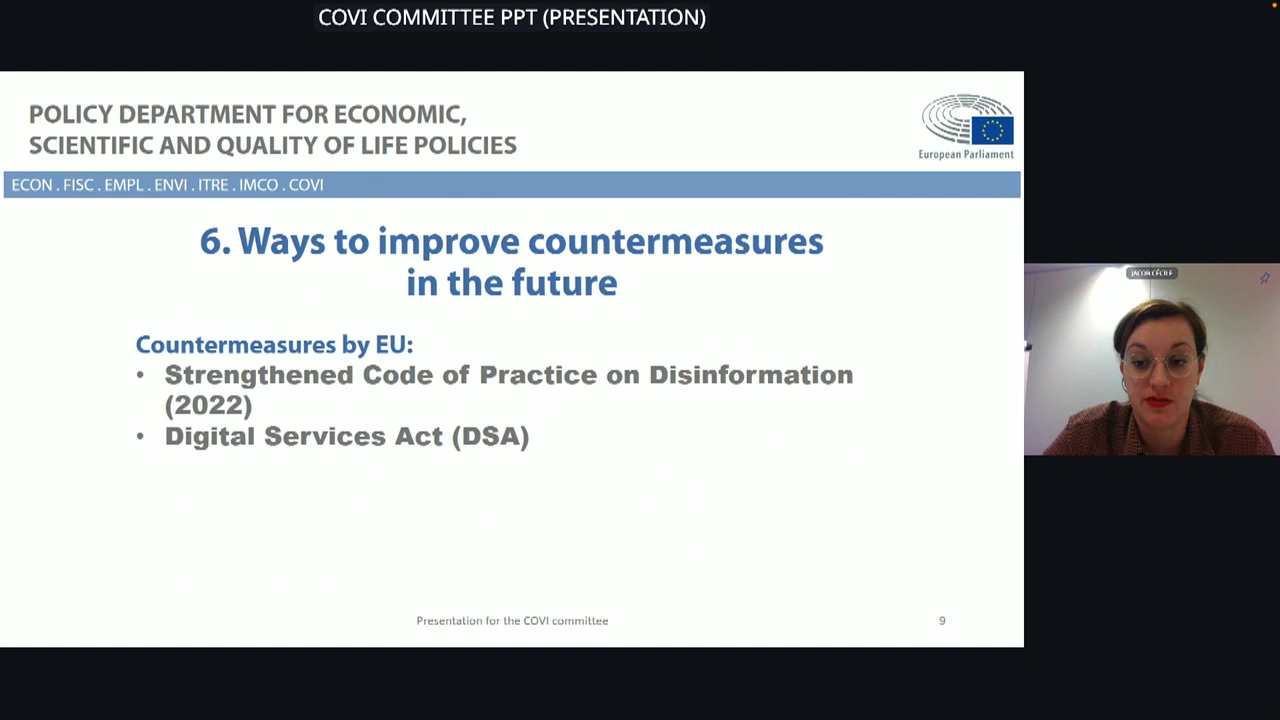 COVI COMMITTEE PPT (PRESENTATION)
POLICY DEPARTMENT FOR ECONOMIC,
SCIENTIFIC AND QUALITY OF LIFE POLICIES
European Parliament
ECON . FISC . EMPL . ENVI . ITRE . IMCO . COVI
6. Ways to improve countermeasures
in the future
Countermeasures by EU:
• Strengthened Code of Practice on Disinformation
(2022)
• Digital Services Act (DSA)
JACOB CÉCILE
Presentation for the COVI committee
9